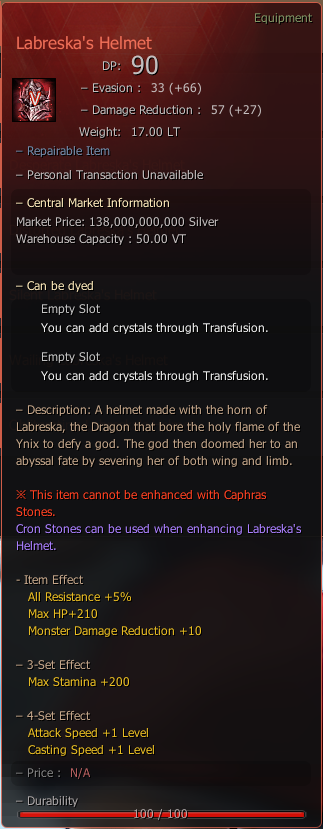 Equipment
Labreska's Helmet
DP: 90
– Evasion : 33 (+66)
– Damage Reduction : 57 (+27)
Weight: 17.00 LT
– Repairable Item
– Personal Transaction Unavailable
– Central Market Information
Market Price: 138,000,000,000 Silver
Warehouse Capacity : 50.00 VT
– Can be dyed
Empty Slot
You can add crystals through Transfusion.
Empty Slot
You can add crystals through Transfusion.
– Description: A helmet made with the horn of
Labreska, the Dragon that bore the holy flame of the
Ynix to defy a god. The god then doomed her to an
abyssal fate by severing her of both wing and limb.
※ This item cannot be enhanced with Caphras
Stones.
Cron Stones can be used when enhancing Labreska's
Helmet.
- Item Effect
All Resistance +5%
Max HP+210
Monster Damage Reduction +10
– 3-Set Effect
Max Stamina +200
– 4-Set Effect
Attack Speed +1 Level
Casting Speed +1 Level
– Price : N/A
– Durability
100 / 100